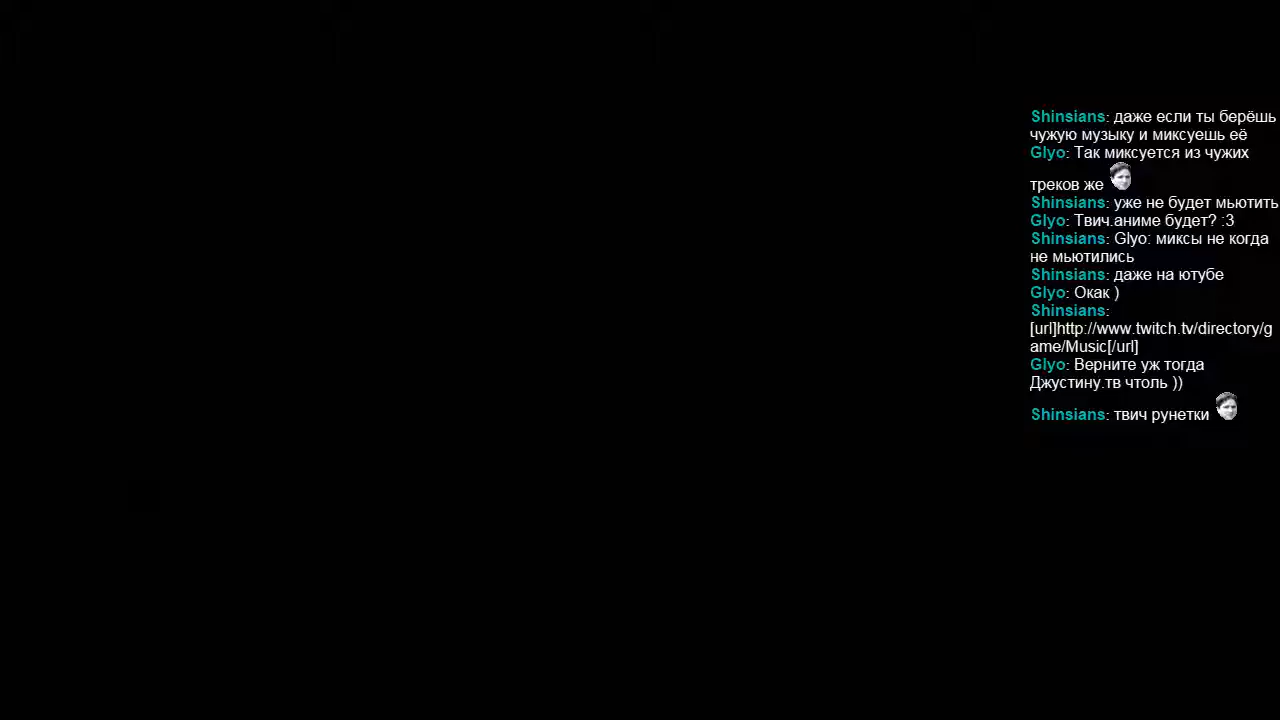 Shinsians: даже если ты берёшь
чужую музыку и миксуешь её
Glyo: Так миксуется из чужих
треков же
Shinsians: уже не будет мьютить
Glyo: Твич.аниме будет? :3
Shinsians: Glyo: миксы не когда
не мьютились
Shinsians: даже на ютубе
Glyo: Окак )
Shinsians:
[url]http://www.twitch.tv/directory/g
ame/Music[/url]
Glyo: Верните уж тогда
Джустину.тв чтоль ))
Shinsians: твич рунетки